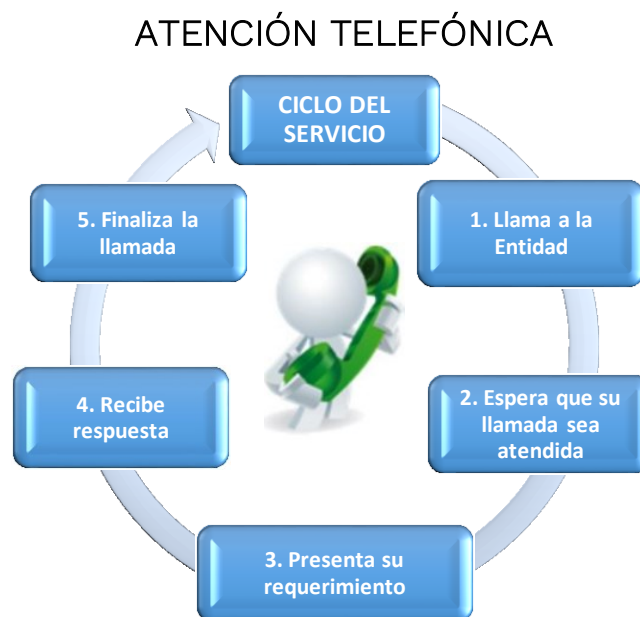 ATENCIÓN TELEFÓNICA
CICLO DEL
SERVICIO
1. Llama a la
Entidad
2. Espera que su
llamada sea
atendida
3. Presenta su
requerimiento
4. Recibe
respuesta
5. Finaliza la
llamada